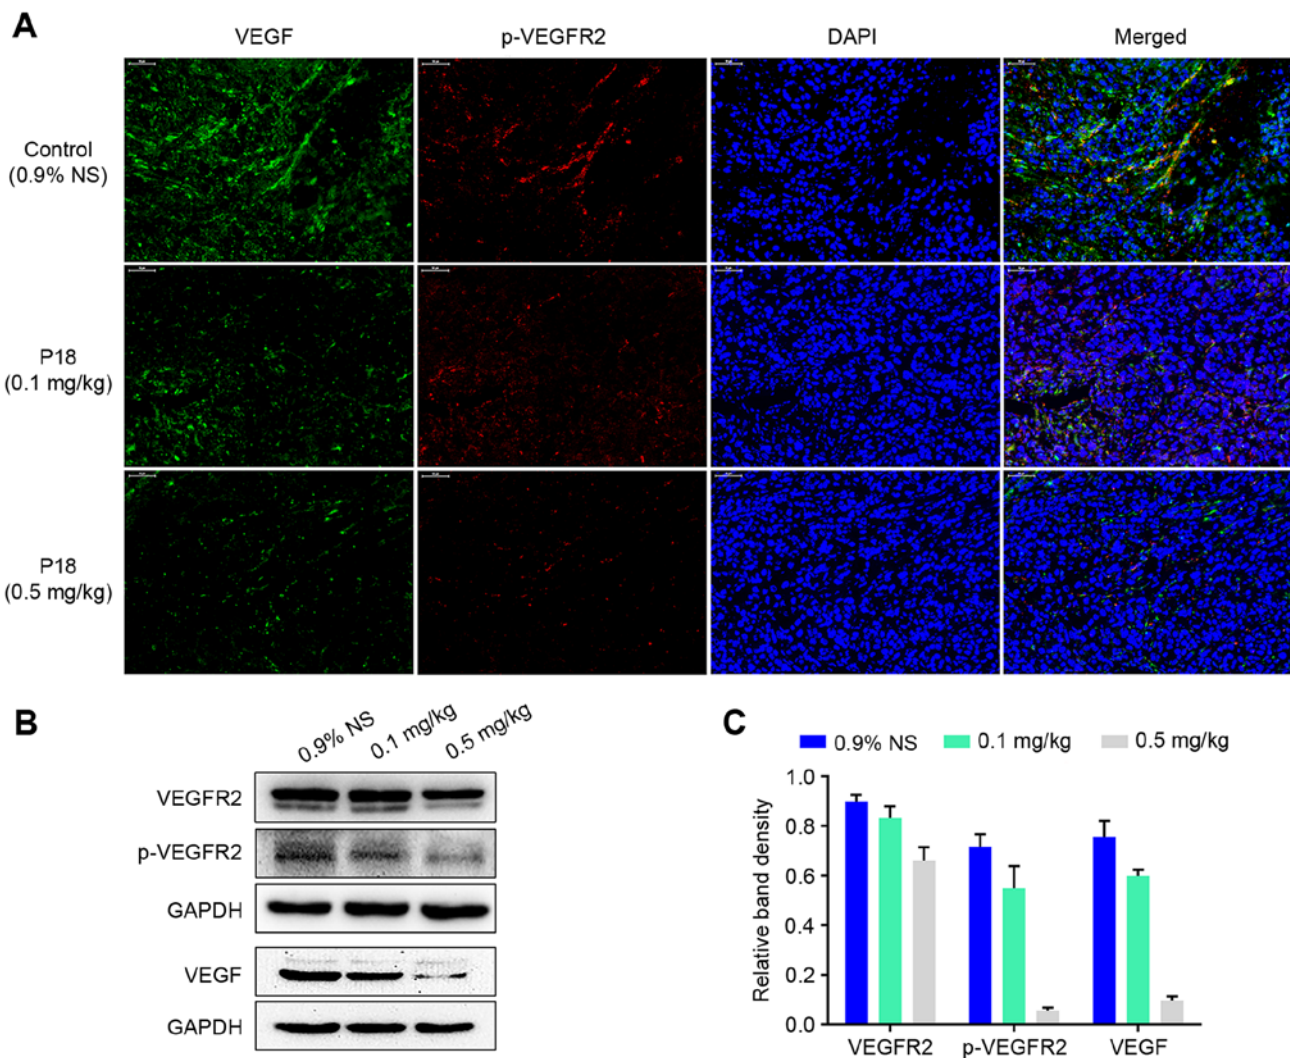 A
VEGF p-VEGFR2 DAPI Merged
Control
(0.9% NS)
P18
(0.1 mg/kg)
P18
(0.5 mg/kg)
B
0.9% NS 0.1 mg/kg 0.5 mg/kg
VEGFR2
p-VEGFR2
GAPDH
VEGF
GAPDH
C
0.9% NS 0.1 mg/kg 0.5 mg/kg
Relative band density
1.0
0.8
0.6
0.4
0.2
0.0
VEGFR2 p-VEGFR2 VEGF